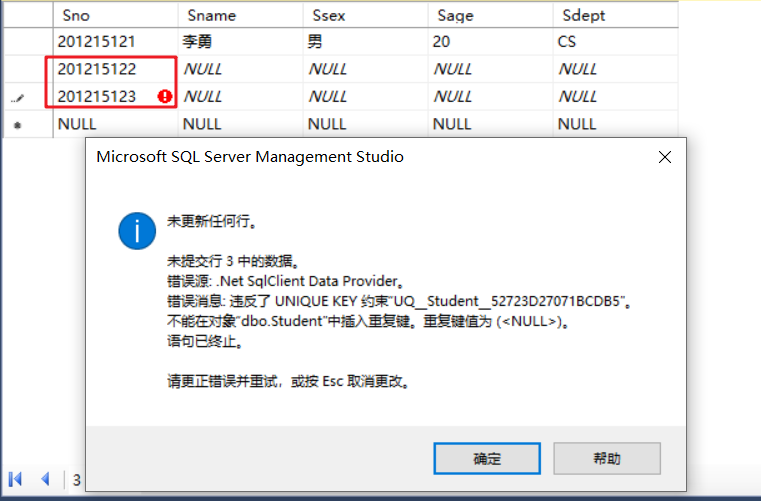 Sno Sname Ssex Sage Sdept
201215121 李勇 男 20 CS
201215122 NULL NULL NULL NULL
201215123 NULL NULL NULL NULL
NULL NULL NULL NULL NULL
Microsoft SQL Server Management Studio
未更新任何行。
未提交行 3 中的数据。
错误源: .Net SqlClient Data Provider。
错误消息: 违反了 UNIQUE KEY 约束“UQ__Student__52723D27071BCDB5”。
不能在对象“dbo.Student”中插入重复键。重复键值为 (<NULL>)。
语句已终止。
请更正错误并重试，或按 Esc 取消更改。
确定 帮助
3